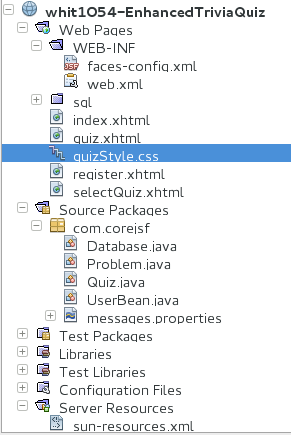 whit1054-EnhancedTriviaQuiz
Web Pages
WEB-INF
faces-config.xml
web.xml
sql
index.xhtml
quiz.xhtml
quizStyle.css
register.xhtml
selectQuiz.xhtml
Source Packages
com.corejsf
Database.java
Problem.java
Quiz.java
UserBean.java
messages.properties
Test Packages
Libraries
Test Libraries
Configuration Files
Server Resources
sun-resources.xml